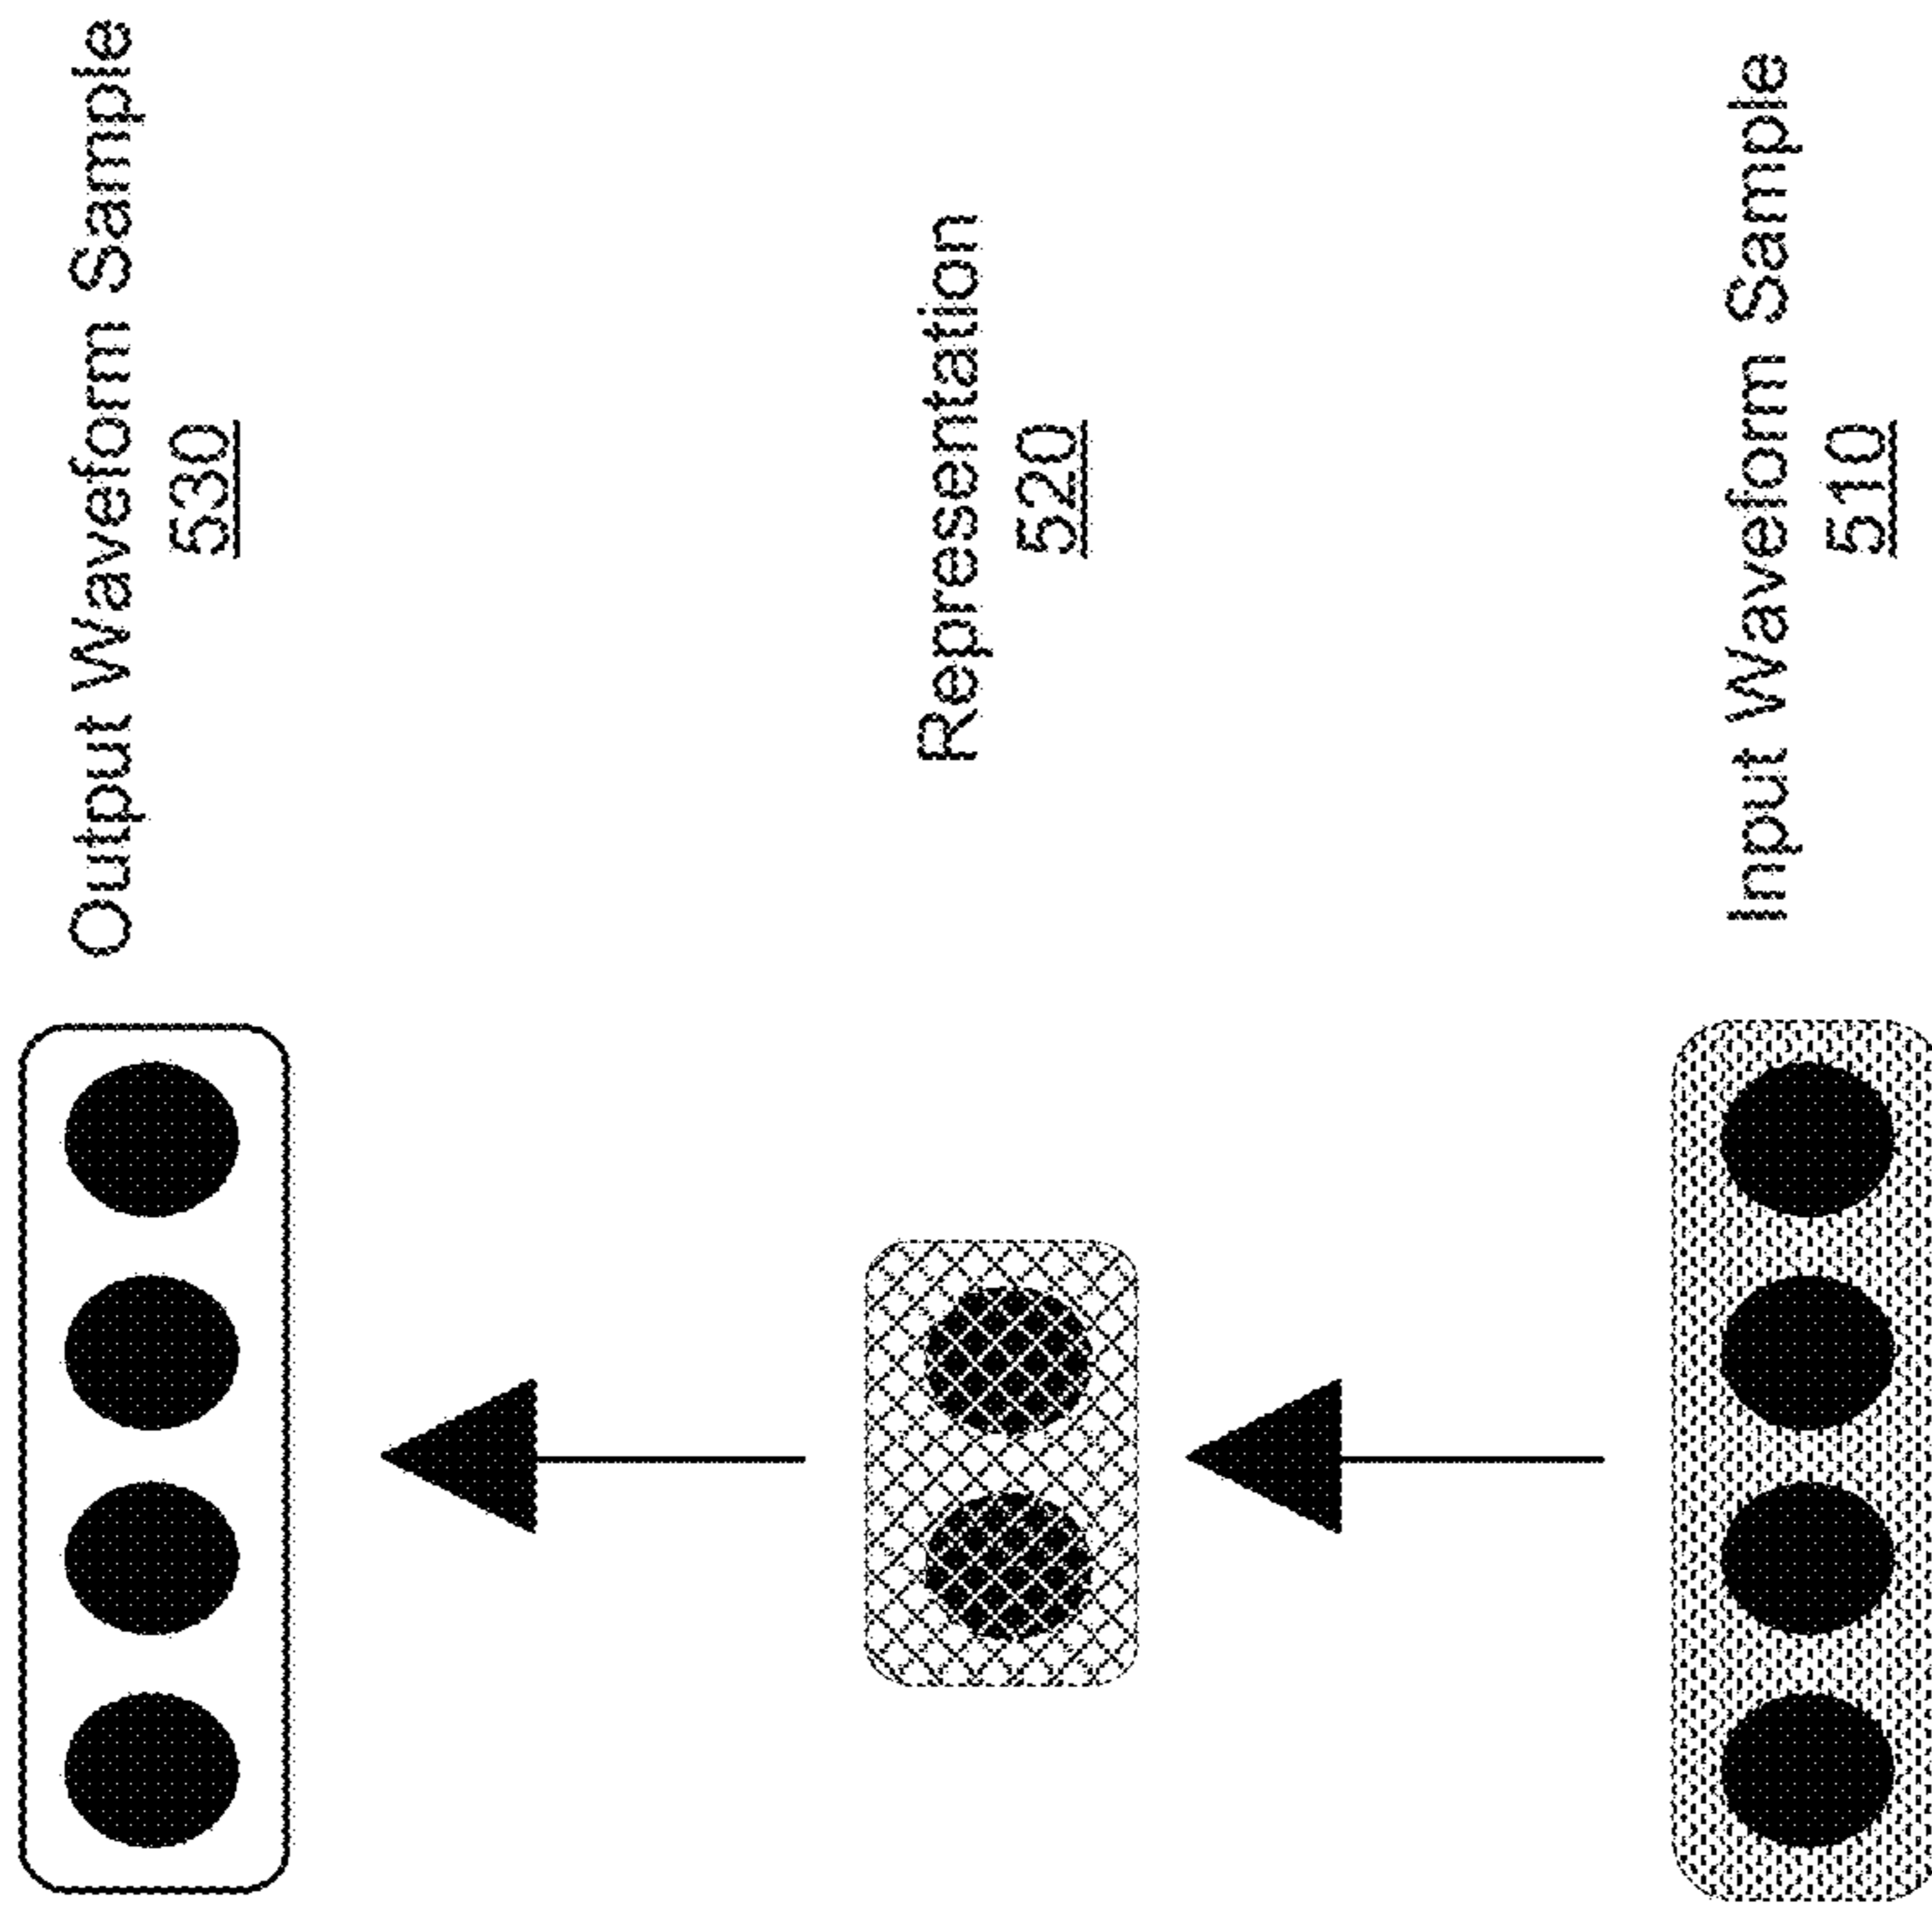 Output Waveform Sample
530
Representation
520
Input Waveform Sample
510